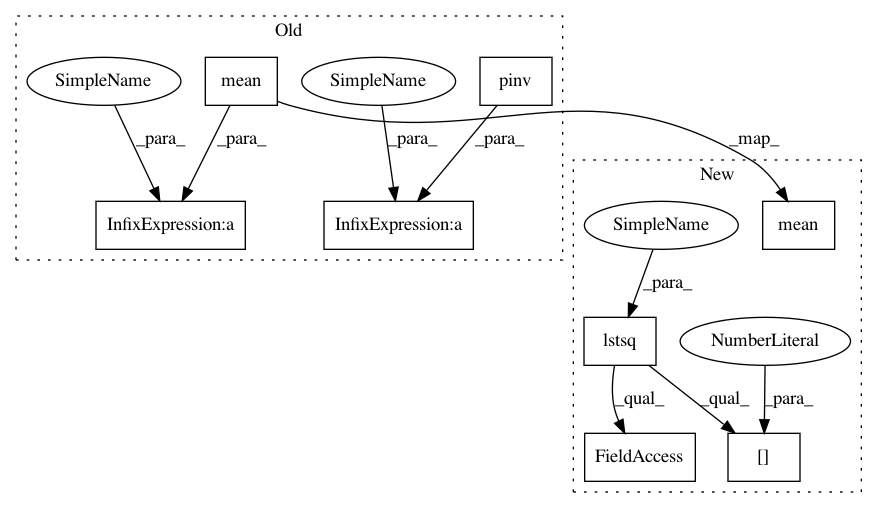 Old
SimpleName
mean
SimpleName
pinv
_para_
_para_
_para_
_para_
_map_
New
InfixExpression:a
InfixExpression:a
SimpleName
mean
_para_
lstsq
NumberLiteral
_qual_
_qual_
_para_
FieldAccess
[]